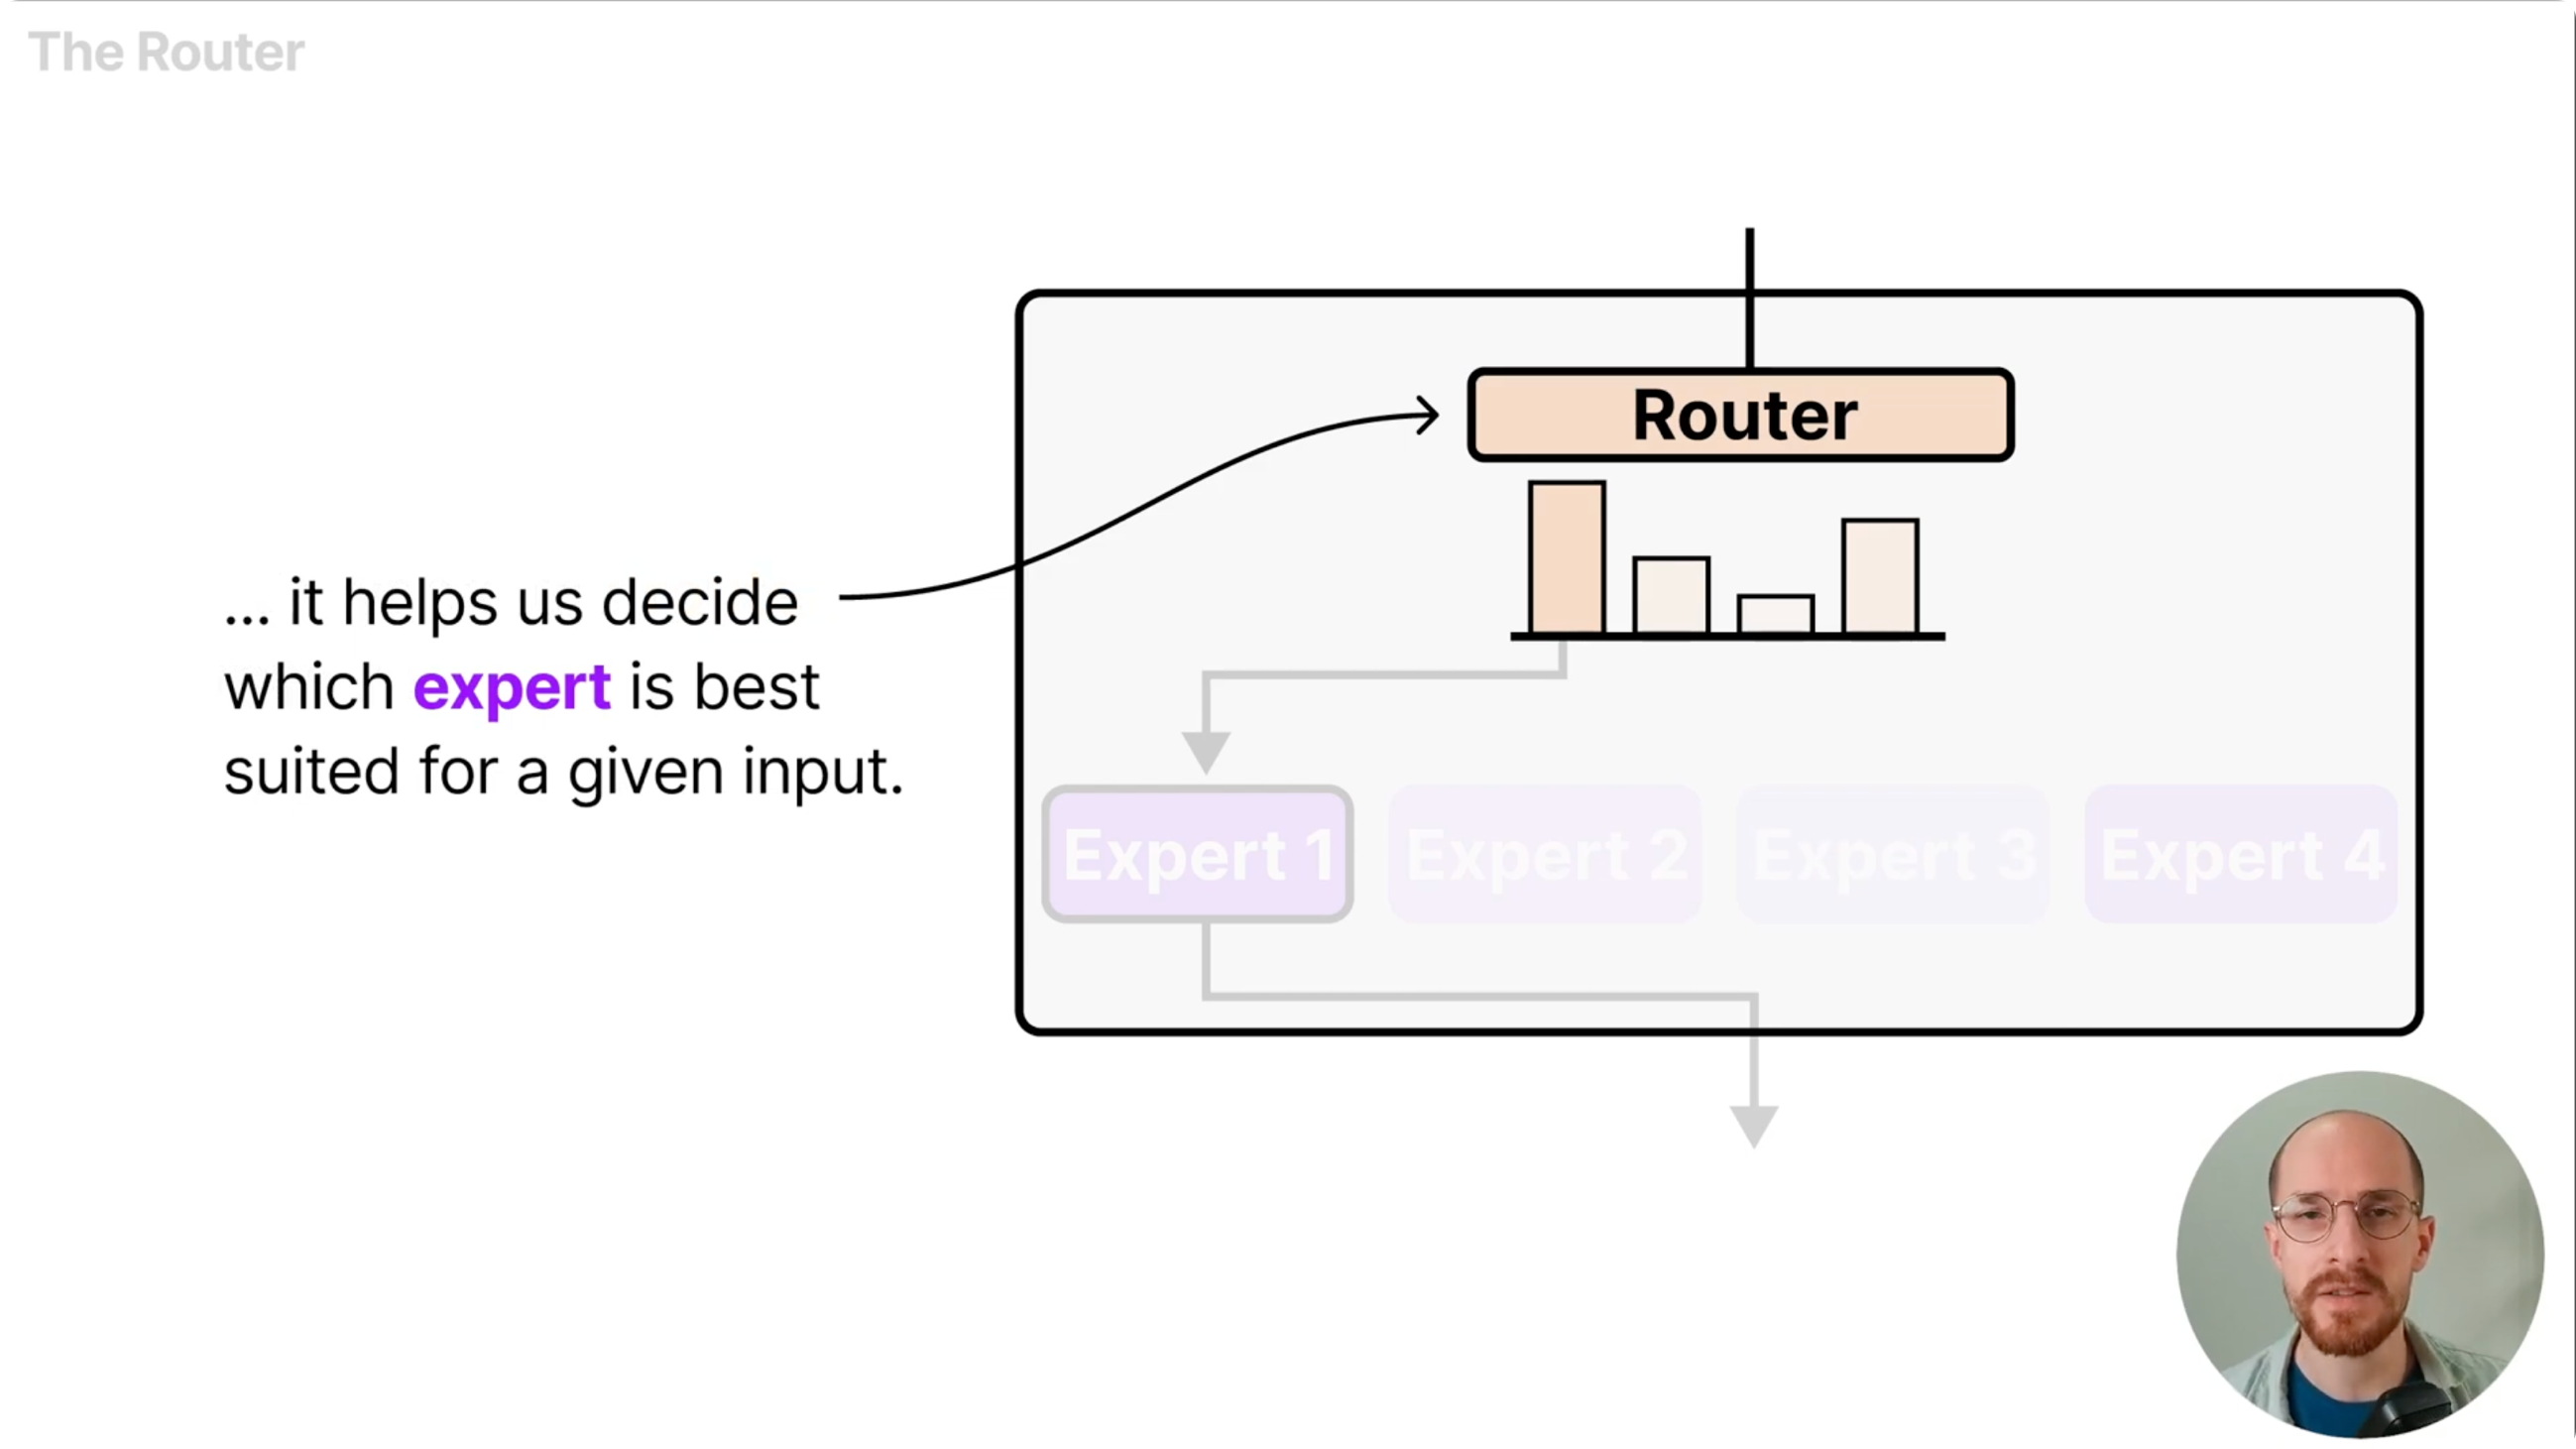 The Router
Router
... it helps us decide
which expert is best
suited for a given input.
Expert 1
Expert 2
Expert 3
Expert 4